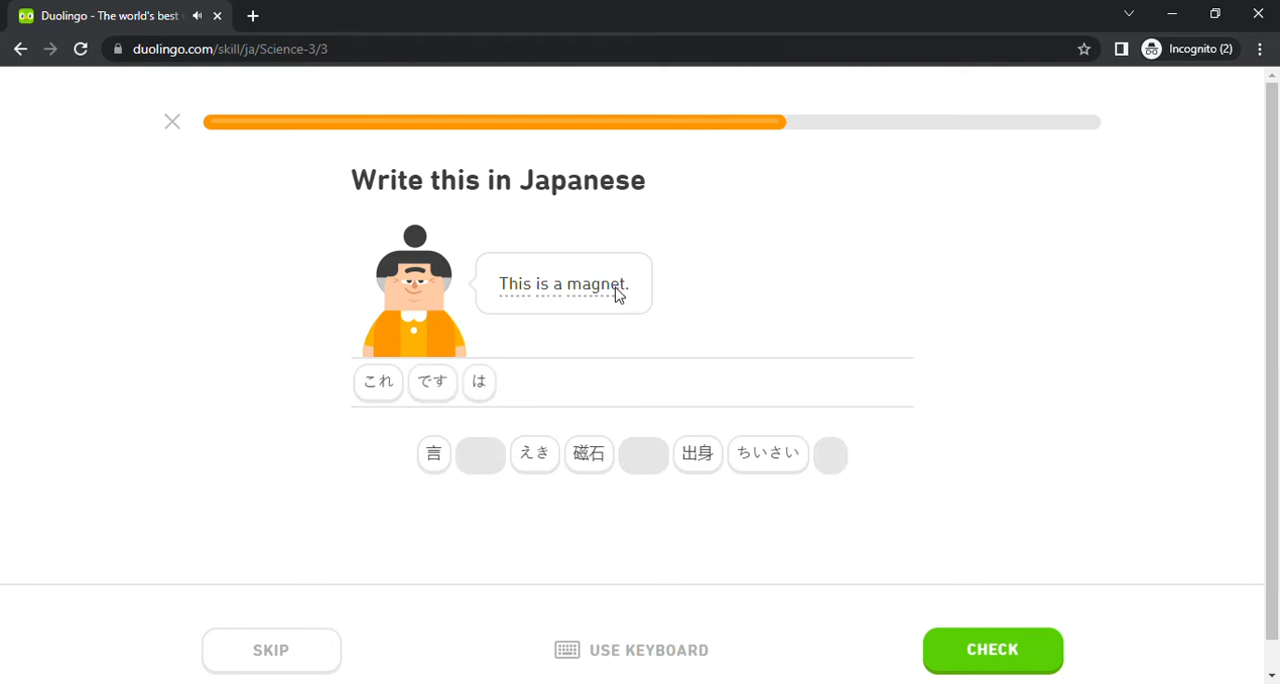 Duolingo - The world's best
duolingo.com/skill/ja/Science-3/3
Incognito (2)
Write this in Japanese
This is a magnet.
これ です は
言 えき 磁石 出身 ちいさい
SKIP
USE KEYBOARD
CHECK